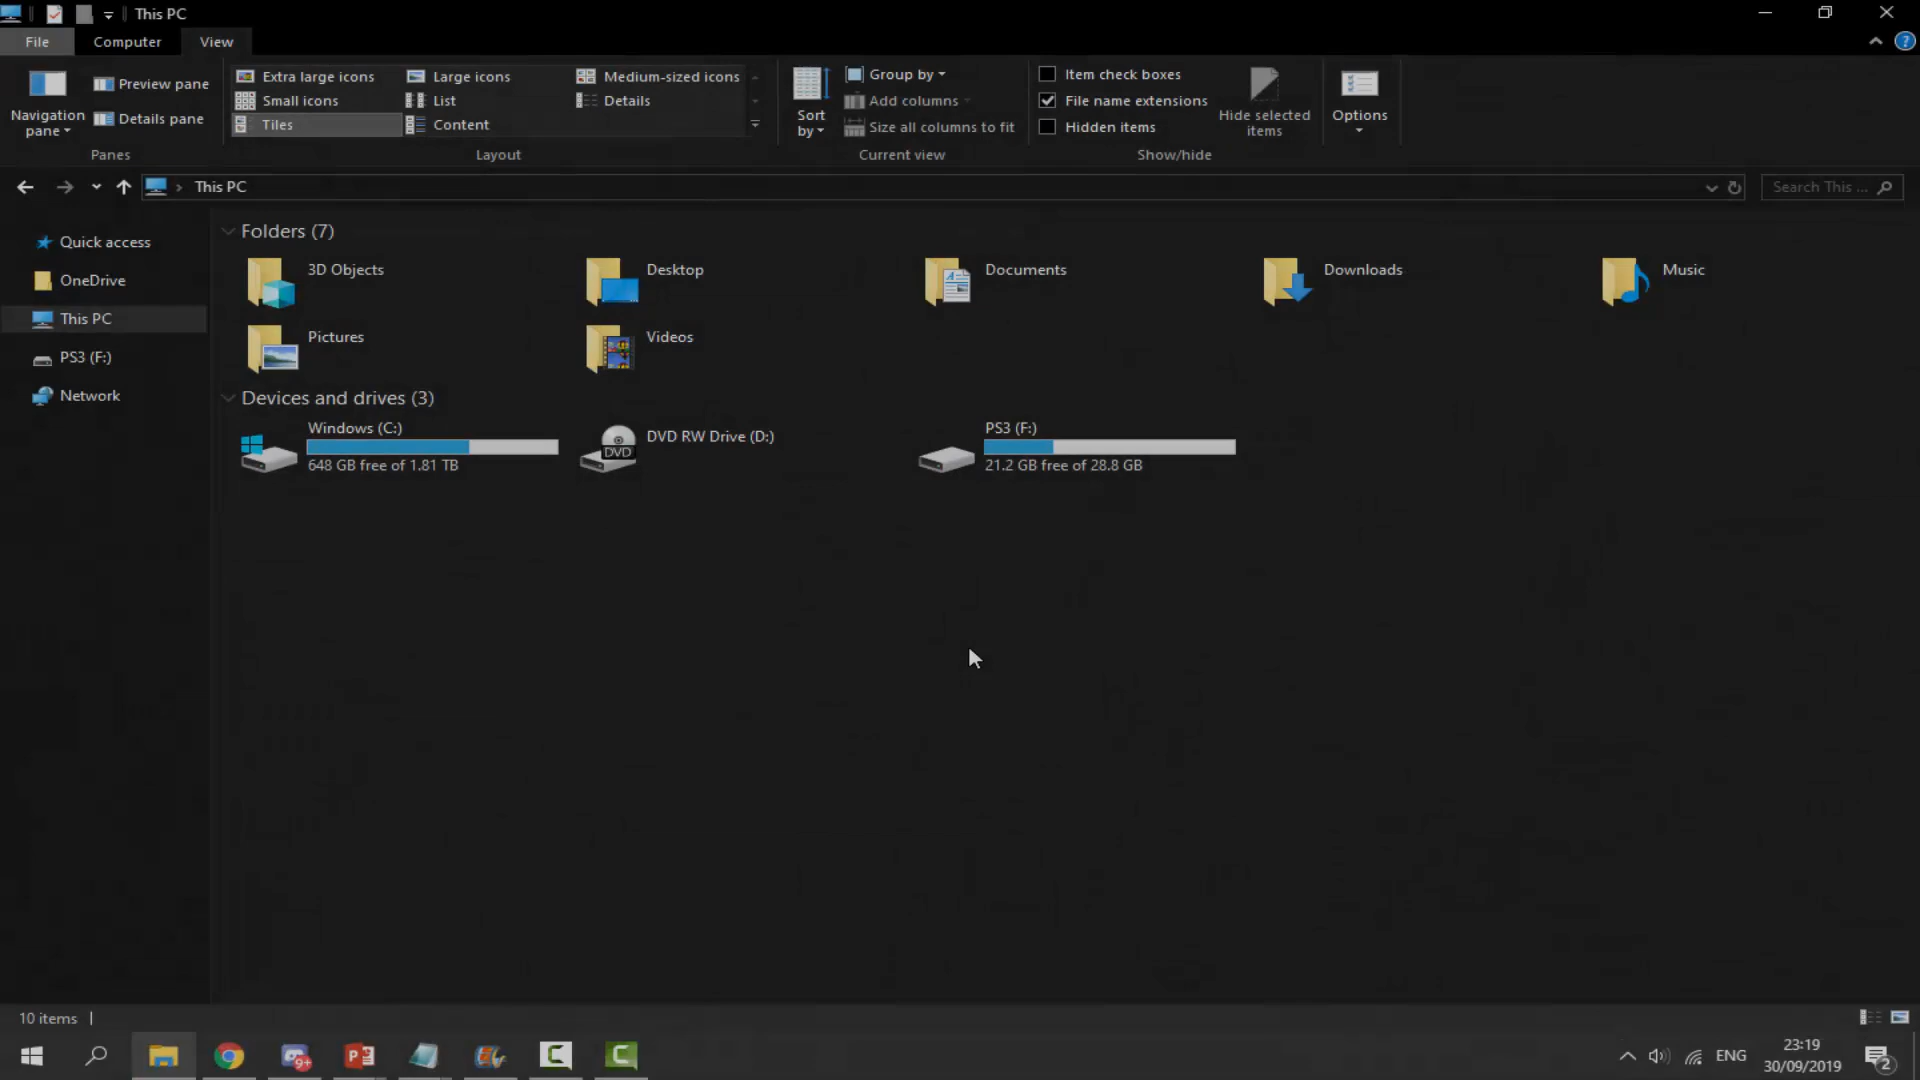 This PC
File Computer View
Navigation pane
Preview pane
Details pane
Panes
Extra large icons Large icons Medium-sized icons
Small icons List Details
Tiles Content
Layout
Sort by
Group by
Add columns
Size all columns to fit
Current view
Item check boxes
File name extensions
Hidden items
Hide selected items
Show/hide
Options
This PC
Search This ...
Quick access
OneDrive
This PC
PS3 (F:)
Network
Folders (7)
3D Objects Desktop Documents Downloads Music
Pictures Videos
Devices and drives (3)
Windows (C:)
648 GB free of 1.81 TB
DVD
DVD RW Drive (D:)
PS3 (F:)
21.2 GB free of 28.8 GB
10 items
9+
ENG
23:19
30/09/2019
2